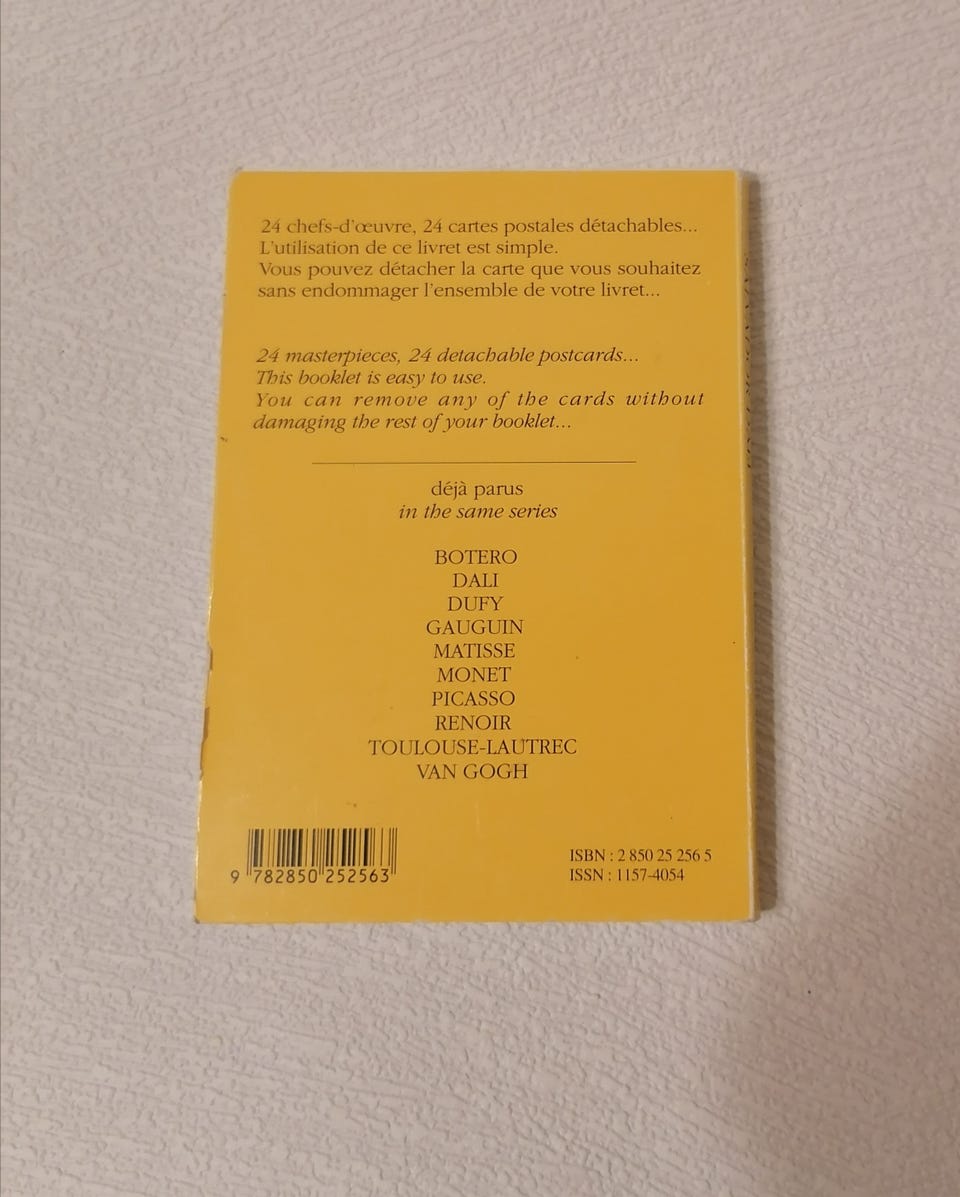 24 chefs-d'œuvre, 24 cartes postales détachables...
L'utilisation de ce livret est simple.
Vous pouvez détacher la carte que vous souhaitez
sans endommager l'ensemble de votre livret...
24 masterpieces, 24 detachable postcards...
This booklet is easy to use.
You can remove any of the cards without
damaging the rest of your booklet...
déjà parus
in the same series
BOTERO
DALI
DUFY
GAUGUIN
MATISSE
MONET
PICASSO
RENOIR
TOULOUSE-LAUTREC
VAN GOGH
9 782850 252563
ISBN : 2 850 25 256 5
ISSN : 1157-4054